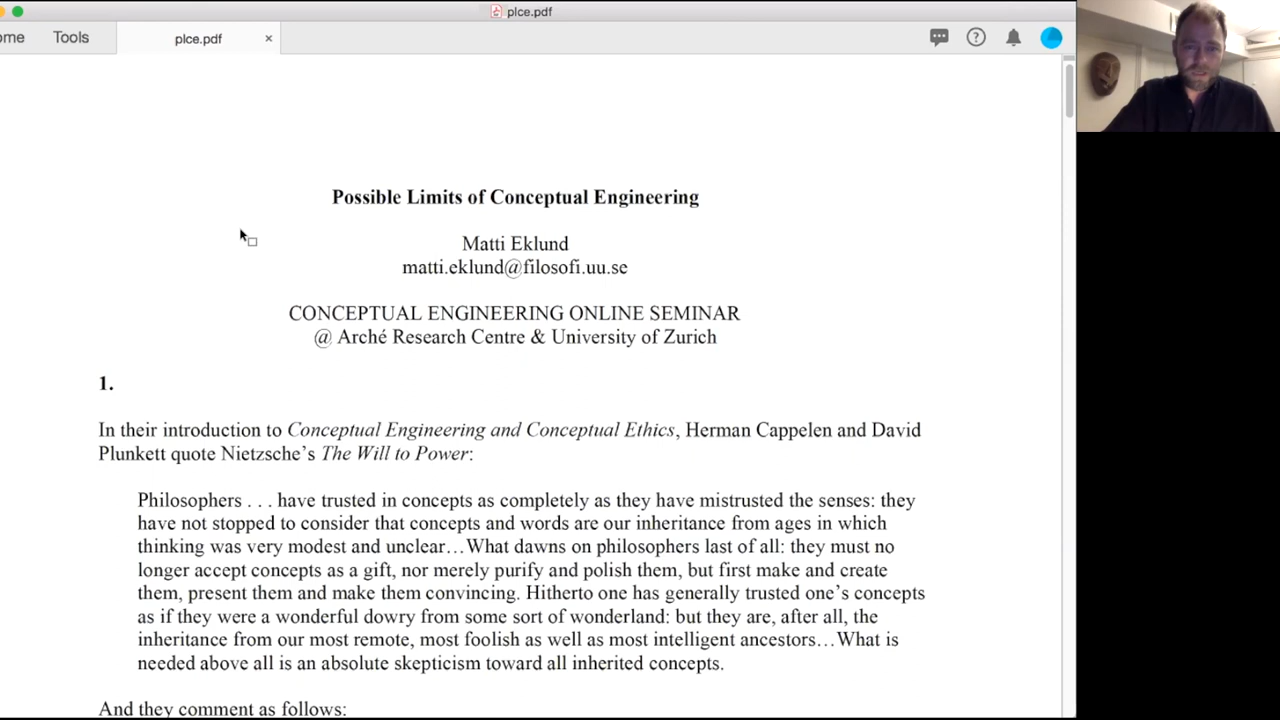 plce.pdf
ome Tools plce.pdf ×
Possible Limits of Conceptual Engineering
Matti Eklund
matti.eklund@filosofi.uu.se
CONCEPTUAL ENGINEERING ONLINE SEMINAR
@ Arché Research Centre & University of Zurich
1.
In their introduction to Conceptual Engineering and Conceptual Ethics, Herman Cappelen and David
Plunkett quote Nietzsche’s The Will to Power:
Philosophers . . . have trusted in concepts as completely as they have mistrusted the senses: they
have not stopped to consider that concepts and words are our inheritance from ages in which
thinking was very modest and unclear…What dawns on philosophers last of all: they must no
longer accept concepts as a gift, nor merely purify and polish them, but first make and create
them, present them and make them convincing. Hitherto one has generally trusted one’s concepts
as if they were a wonderful dowry from some sort of wonderland: but they are, after all, the
inheritance from our most remote, most foolish as well as most intelligent ancestors…What is
needed above all is an absolute skepticism toward all inherited concepts.
And they comment as follows: